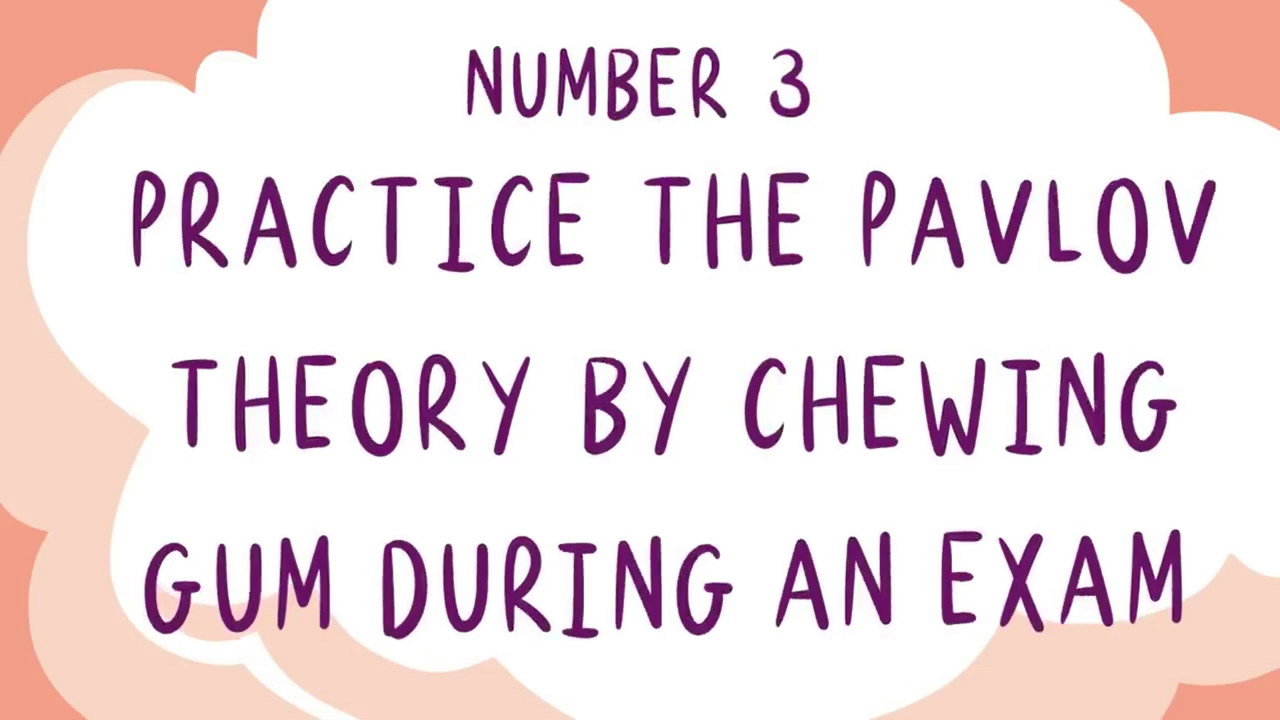 NUMBER 3
PRACTICE THE PAVLOV
THEORY BY CHEWING
GUM DURING AN EXAM